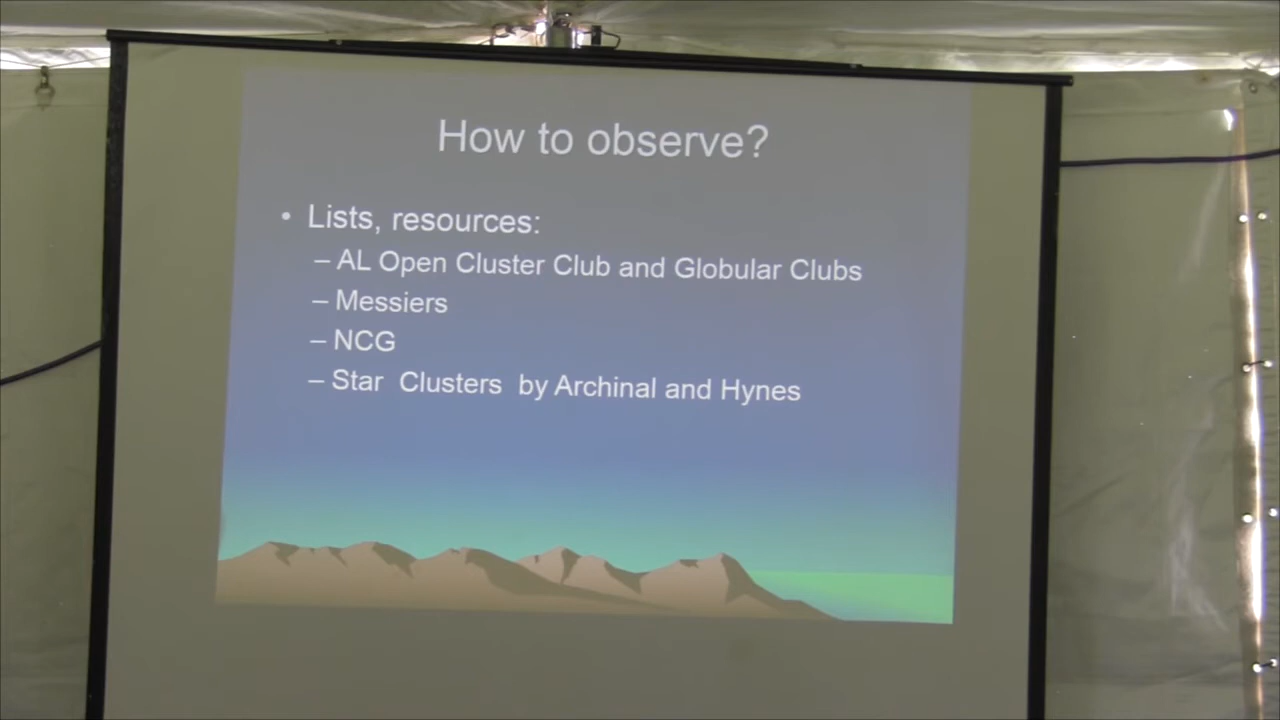 How to observe?
• Lists, resources:
– AL Open Cluster Club and Globular Clubs
– Messiers
– NCG
– Star Clusters by Archinal and Hynes